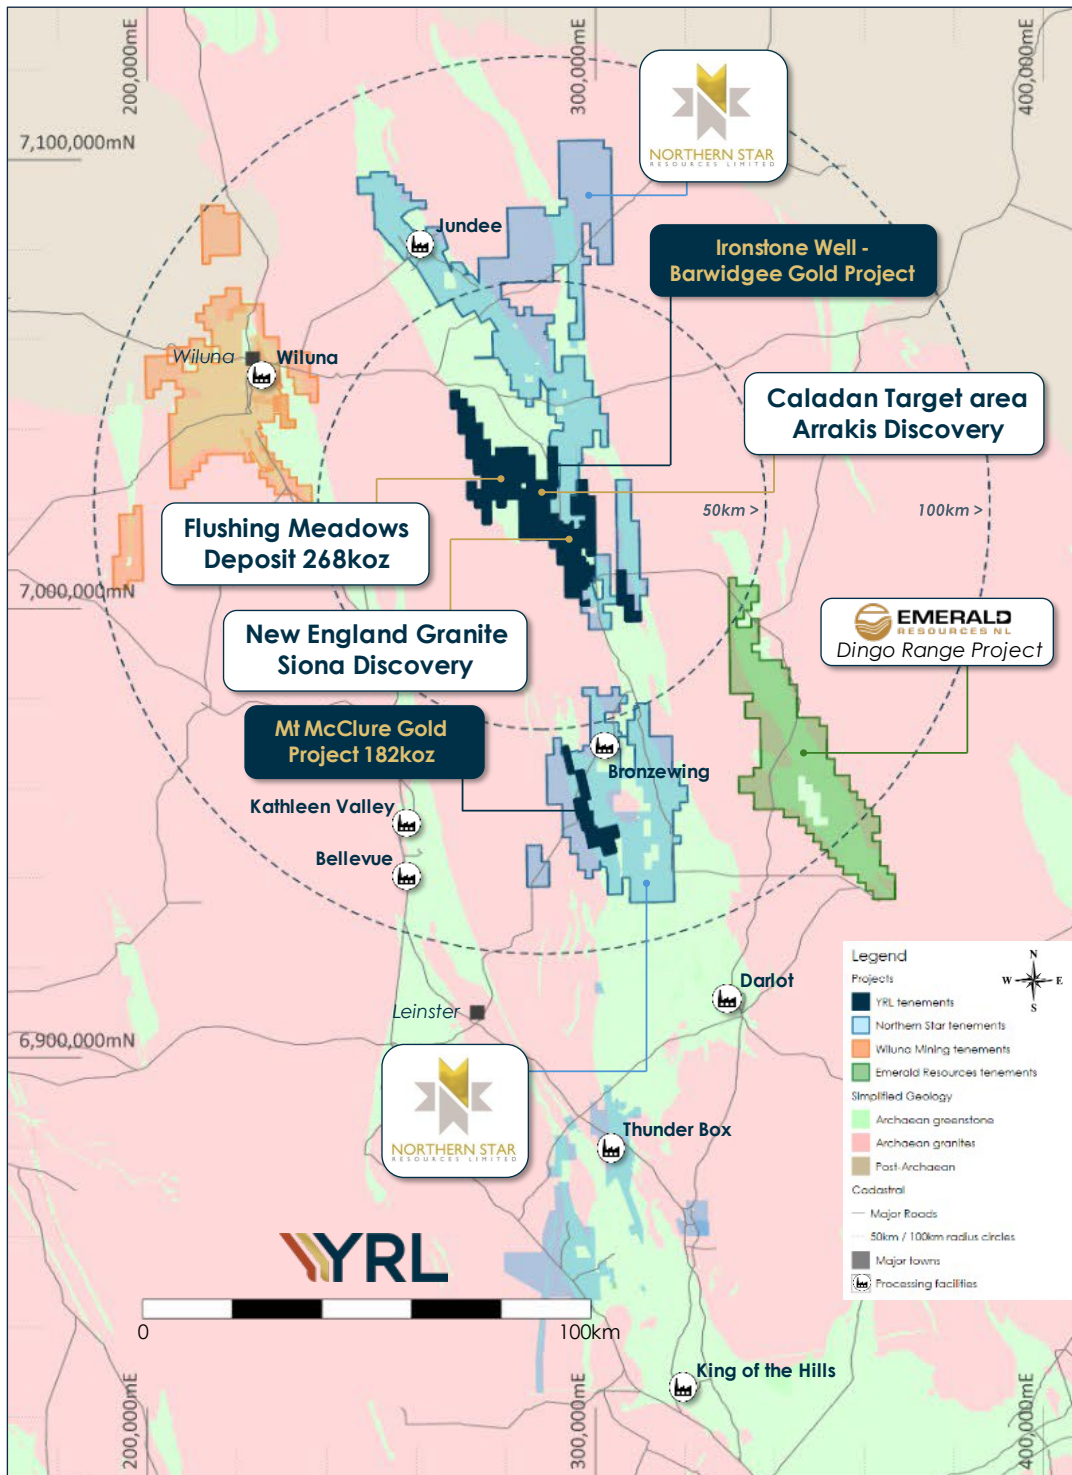 200,000mE
300,000mE
400,000mE
7,100,000mN
NORTHERN STAR
RESOURCES LIMITED
Jundee
Ironstone Well -
Barwidgee Gold Project
Wiluna
Wiluna
Caladan Target area
Arrakis Discovery
50km >
100km >
Flushing Meadows
Deposit 268koz
7,000,000mN
New England Granite
Siona Discovery
EMERALD
RESOURCES NL
Dingo Range Project
Mt McClure Gold
Project 182koz
Bronzewing
Kathleen Valley
Bellevue
Legend
Projects
YRL tenements
Northern Star tenements
Wiluna Mining tenements
Emerald Resources tenements
Simplified Geology
Archaean greenstone
Archaean granites
Post-Archaean
Cadastral
Major Roads
50km / 100km radius circles
Major towns
Processing facilities
N
W
E
S
Darlot
Leinster
6,900,000mN
NORTHERN STAR
RESOURCES LIMITED
Thunder Box
YRL
0
100km
King of the Hills
200,000mE
300,000mE
400,000mE